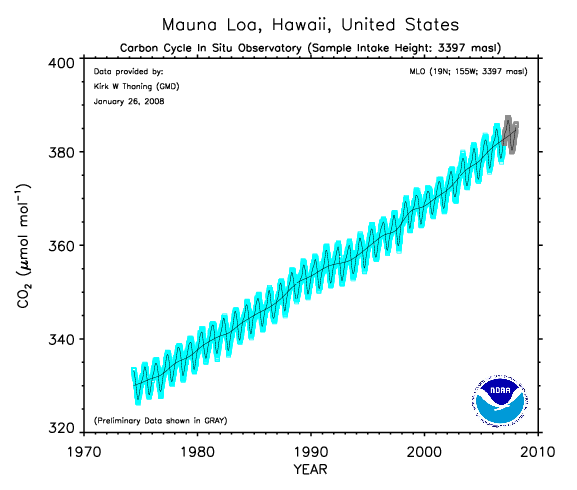 Mauna Loa, Hawaii, United States
Carbon Cycle In Situ Observatory (Sample Intake Height: 3397 masl)
Data provided by:
Kirk W Thoning (GMD)
January 26, 2008
MLO (19N; 155W; 3397 masl)
400
380
360
340
320
CO₂ (μmol mol⁻¹)
(Preliminary Data shown in GRAY)
NOAA
1970
1980
1990
2000
2010
YEAR